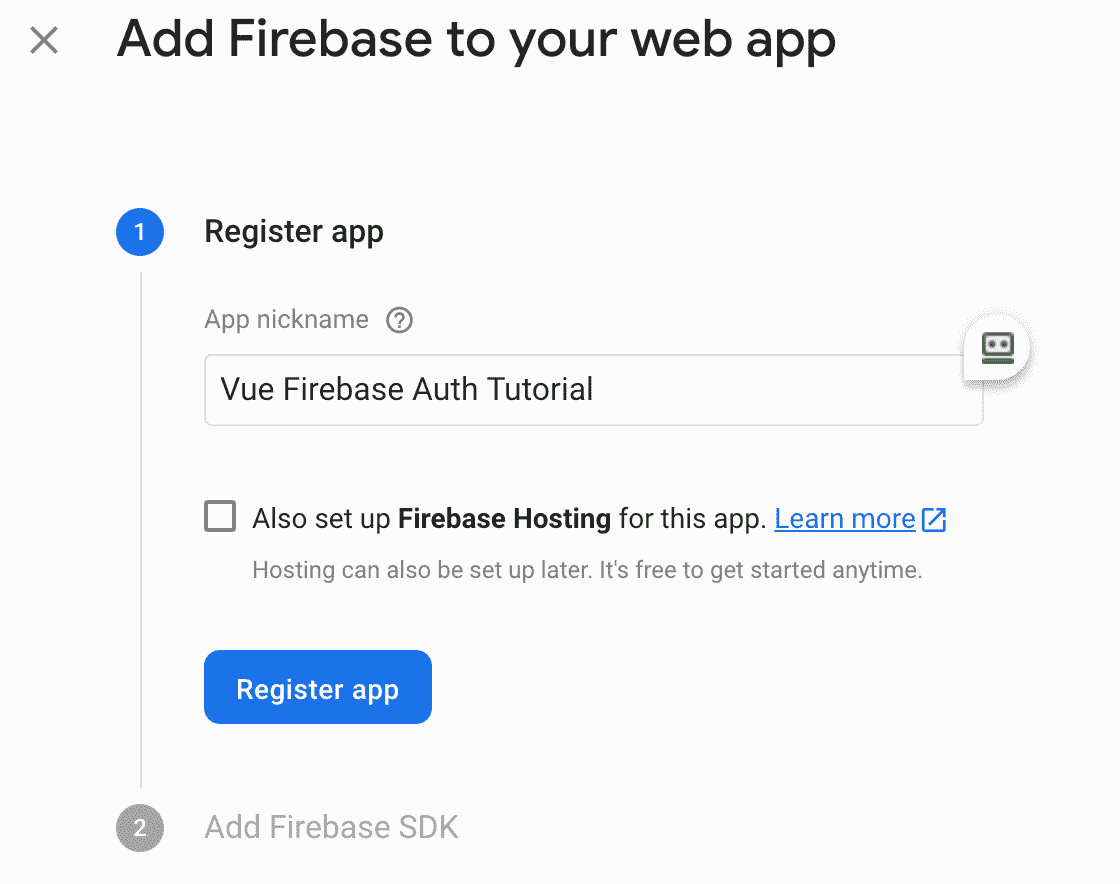 Add Firebase to your web app
1 Register app
App nickname
Vue Firebase Auth Tutorial
Also set up Firebase Hosting for this app. Learn more
Hosting can also be set up later. It's free to get started anytime.
Register app
2 Add Firebase SDK